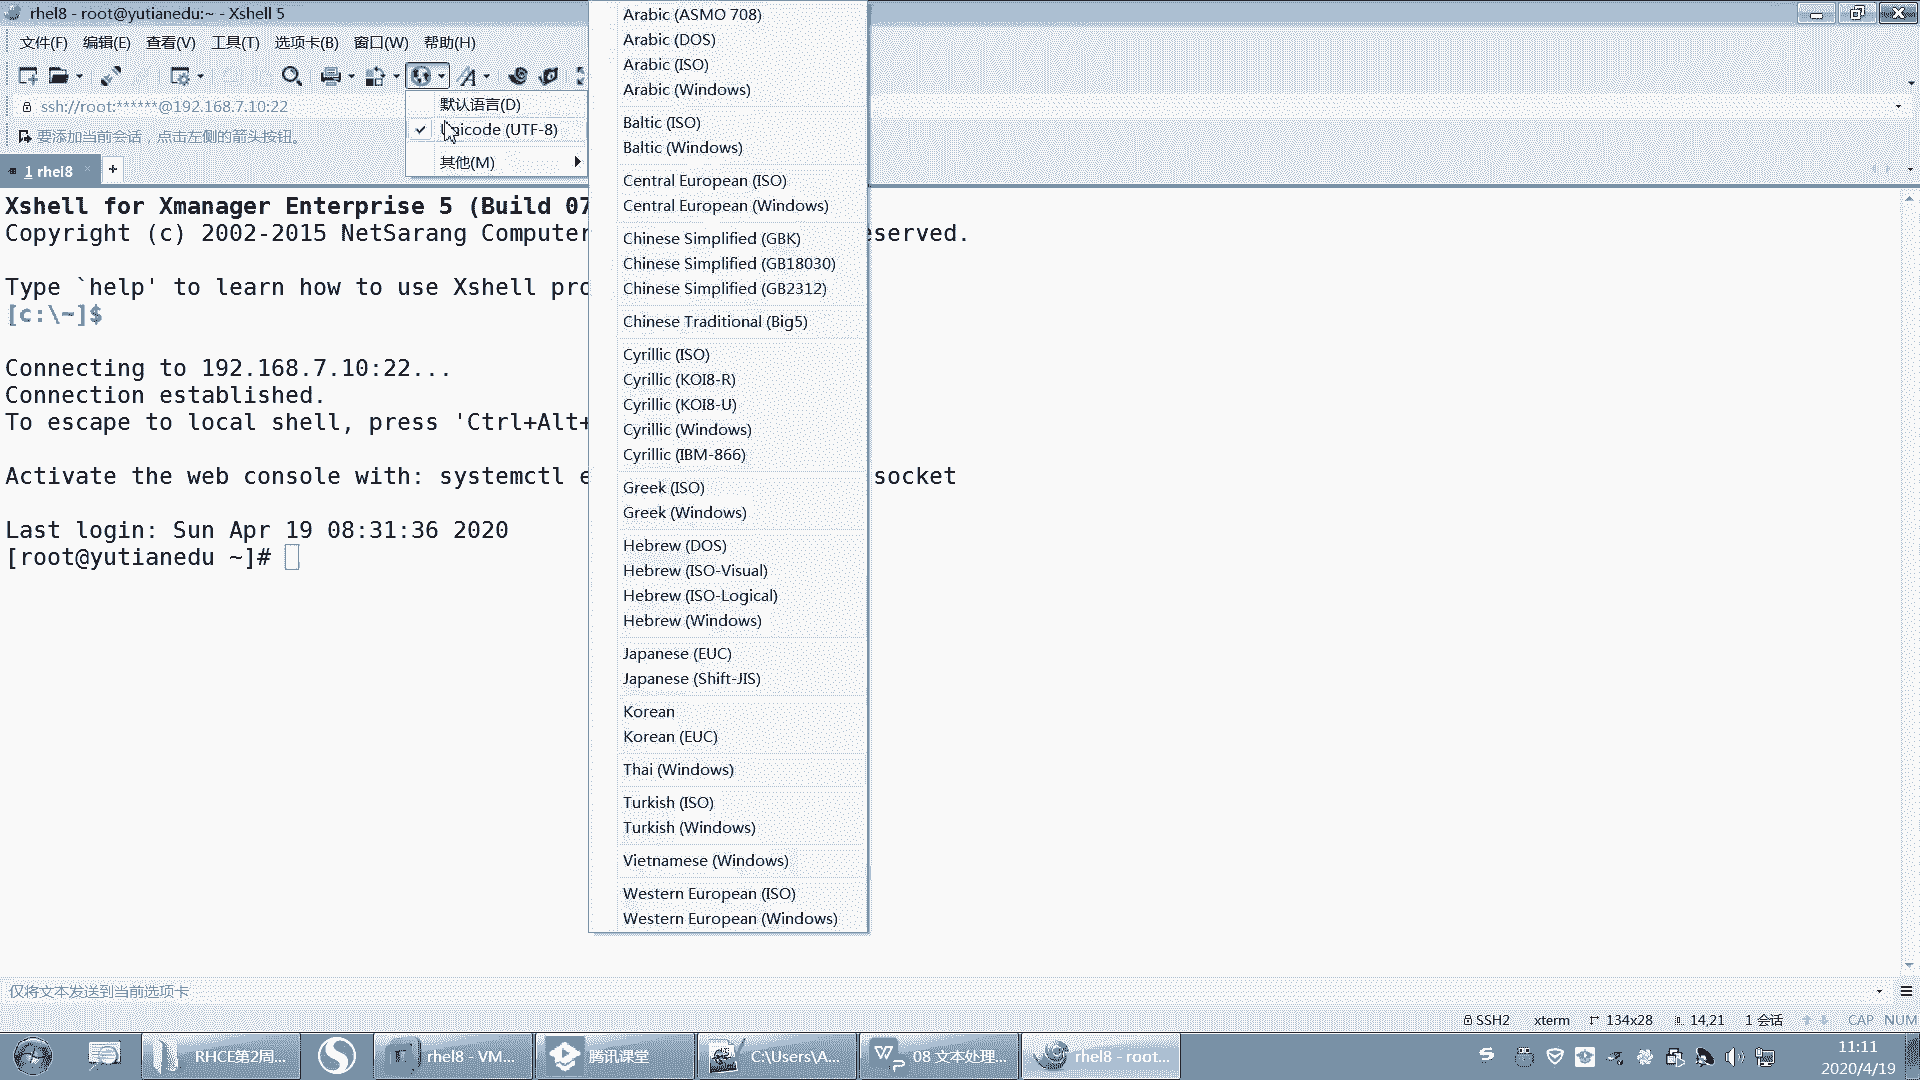 rhel8 - root@yutianedu:~ - Xshell 5
文件(F) 编辑(E) 查看(V) 工具(T) 选项卡(B) 窗口(W) 帮助(H)
ssh://root:******@192.168.7.10:22
要添加当前会话，点击左侧的箭头按钮。
1 rhel8
默认语言(D)
Unicode (UTF-8)
其他(M)
Arabic (ASMO 708)
Arabic (DOS)
Arabic (ISO)
Arabic (Windows)
Baltic (ISO)
Baltic (Windows)
Central European (ISO)
Central European (Windows)
Chinese Simplified (GBK)
Chinese Simplified (GB18030)
Chinese Simplified (GB2312)
Chinese Traditional (Big5)
Cyrillic (ISO)
Cyrillic (KOI8-R)
Cyrillic (KOI8-U)
Cyrillic (Windows)
Cyrillic (IBM-866)
Greek (ISO)
Greek (Windows)
Hebrew (DOS)
Hebrew (ISO-Visual)
Hebrew (ISO-Logical)
Hebrew (Windows)
Japanese (EUC)
Japanese (Shift-JIS)
Korean
Korean (EUC)
Thai (Windows)
Turkish (ISO)
Turkish (Windows)
Vietnamese (Windows)
Western European (ISO)
Western European (Windows)
Xshell for Xmanager Enterprise 5 (Build 07
Copyright (c) 2002-2015 NetSarang Computer eserved.
Type `help' to learn how to use Xshell pro
[c:\~]$
Connecting to 192.168.7.10:22...
Connection established.
To escape to local shell, press 'Ctrl+Alt+
Activate the web console with: systemctl e socket
Last login: Sun Apr 19 08:31:36 2020
[root@yutianedu ~]#
仅将文本发送到当前选项卡
SSH2 xterm 134x28 14,21 1 会话 CAP NUM
RHCE第2周... rhel8 - VM... 腾讯课堂 C:\Users\A... 08 文本处理... rhel8 - root...
11:11
2020/4/19